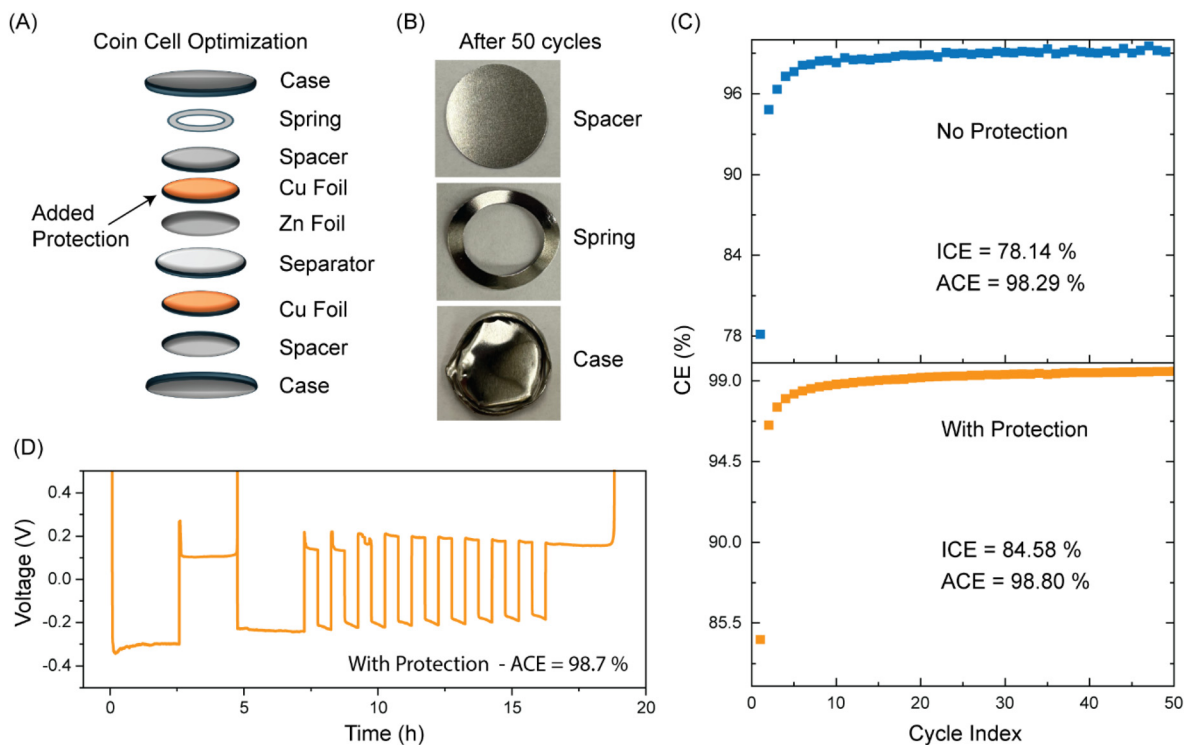 (A)
Coin Cell Optimization
Case
Spring
Spacer
Cu Foil
Added
Protection
Zn Foil
Separator
Cu Foil
Spacer
Case
(B)
After 50 cycles
Spacer
Spring
Case
(C)
96
90
84
78
No Protection
ICE = 78.14 %
ACE = 98.29 %
CE (%)
99.0
94.5
90.0
85.5
With Protection
ICE = 84.58 %
ACE = 98.80 %
0
10
20
30
40
50
Cycle Index
(D)
Voltage (V)
0.4
0.2
0.0
-0.2
-0.4
With Protection - ACE = 98.7 %
0
5
10
15
20
Time (h)